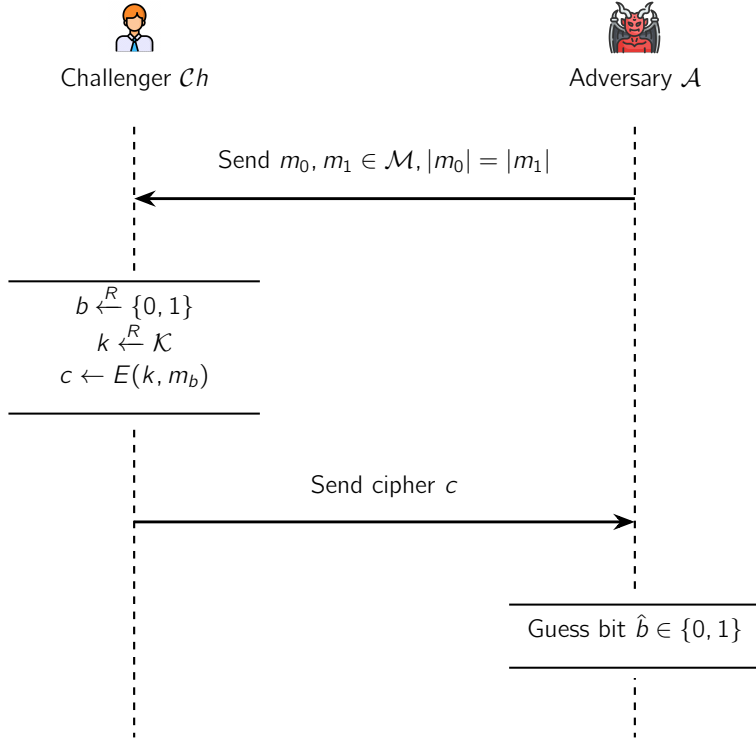 Challenger 𝒞h
Adversary 𝒜
Send m₀, m₁ ∈ ℳ, |m₀| = |m₁|
b ←ᴿ {0, 1}
k ←ᴿ 𝒦
c ← E(k, m_b)
Send cipher c
Guess bit b̂ ∈ {0, 1}